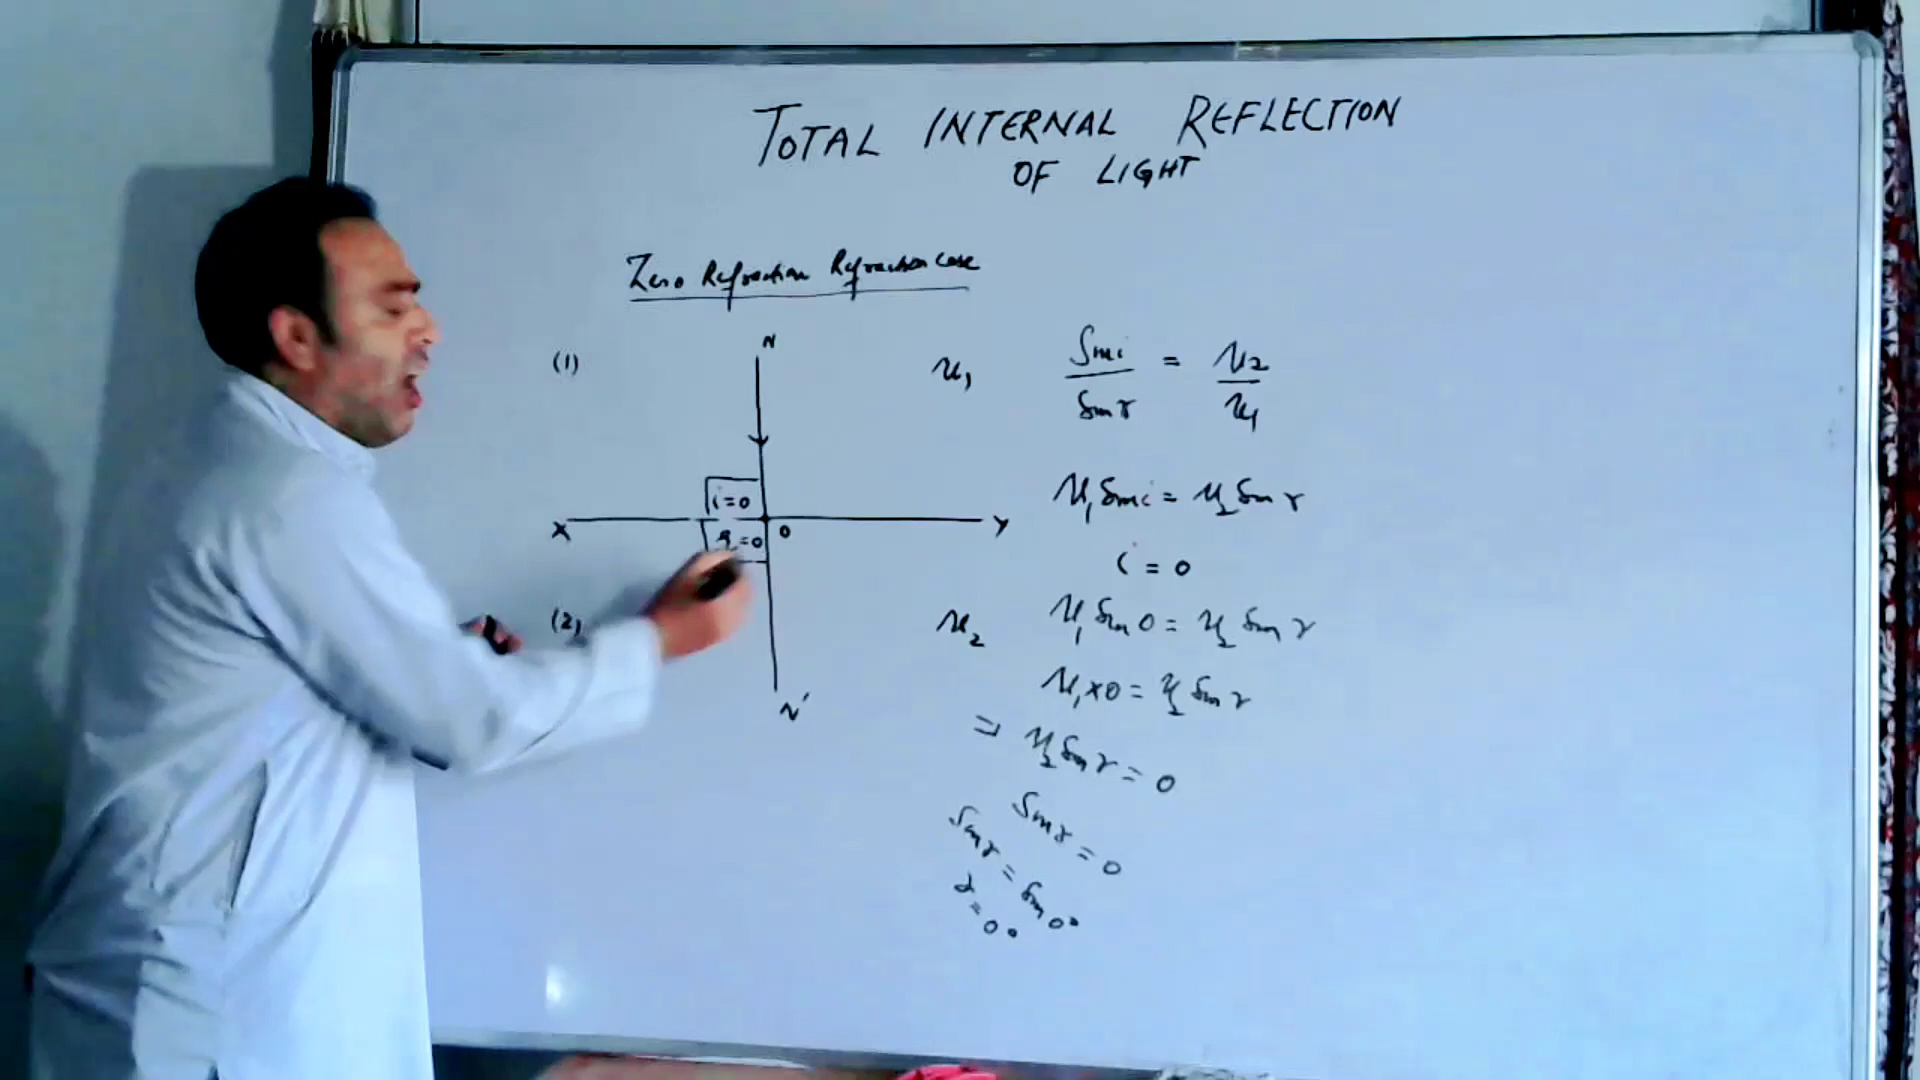 TOTAL INTERNAL REFLECTION
OF LIGHT
Zero Refraction Refraction Case
(1)
N
i=0
X
O
Y
r=0
(2)
N'
μ₁
μ₂
Sin i / Sin r = μ₂ / μ₁
μ₁ Sin i = μ₂ Sin r
i = 0
μ₁ Sin 0 = μ₂ Sin r
μ₁ × 0 = μ₂ Sin r
⇒ μ₂ Sin r = 0
Sin r = 0
Sin r = Sin 0°
r = 0°